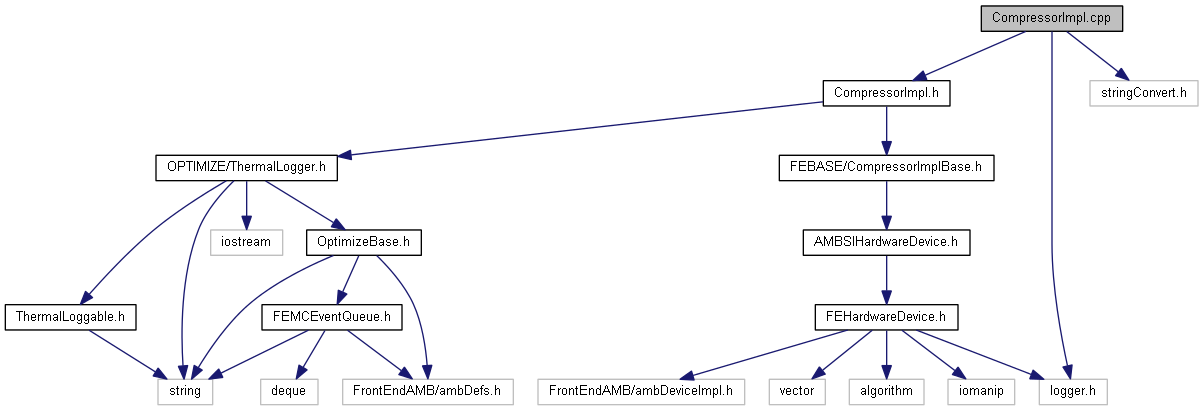 CompressorImpl.cpp
CompressorImpl.h
stringConvert.h
OPTIMIZE/ThermalLogger.h
FEBASE/CompressorImplBase.h
iostream
OptimizeBase.h
AMBSIHardwareDevice.h
ThermalLoggable.h
FEMCEventQueue.h
FEHardwareDevice.h
string
deque
FrontEndAMB/ambDefs.h
FrontEndAMB/ambDeviceImpl.h
vector
algorithm
iomanip
logger.h